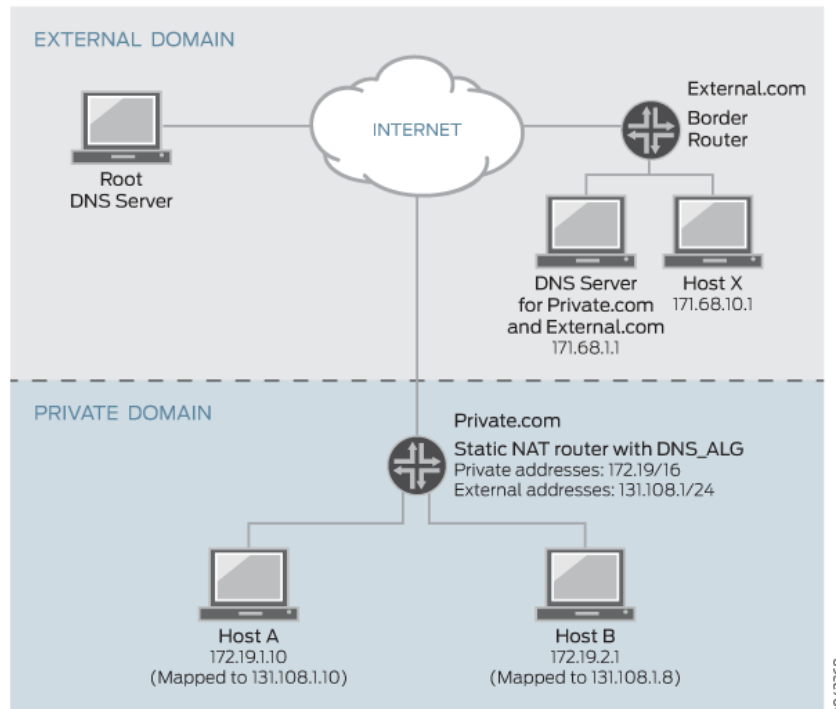 EXTERNAL DOMAIN
INTERNET
Root
DNS Server
External.com
Border
Router
DNS Server
for Private.com
and External.com
171.68.1.1
Host X
171.68.10.1
PRIVATE DOMAIN
Private.com
Static NAT router with DNS_ALG
Private addresses: 172.19/16
External addresses: 131.108.1/24
Host A
172.19.1.10
(Mapped to 131.108.1.10)
Host B
172.19.2.1
(Mapped to 131.108.1.8)